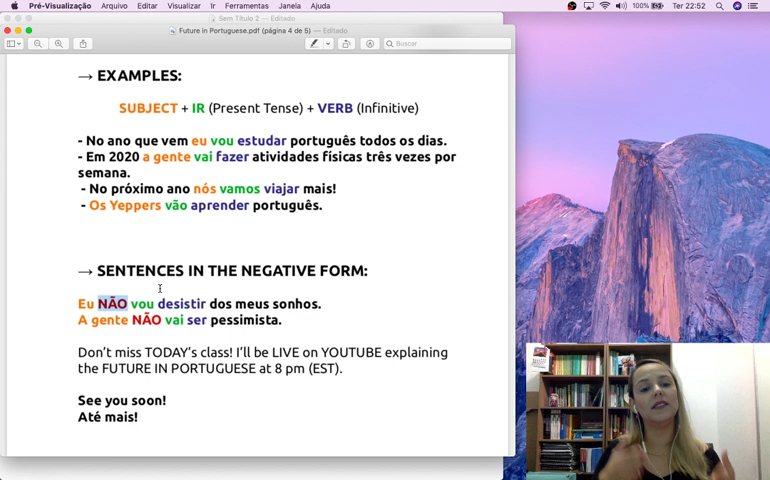 Pré-Visualização Arquivo Editar Visualizar Ir Ferramentas Janela Ajuda 100% Ter 22:52
Sem Título 2 — Editado
Future in Portuguese.pdf (página 4 de 5) — Editado
Buscar
→ EXAMPLES:
SUBJECT + IR (Present Tense) + VERB (Infinitive)
- No ano que vem eu vou estudar português todos os dias.
- Em 2020 a gente vai fazer atividades físicas três vezes por
semana.
- No próximo ano nós vamos viajar mais!
- Os Yeppers vão aprender português.
→ SENTENCES IN THE NEGATIVE FORM:
Eu NÃO vou desistir dos meus sonhos.
A gente NÃO vai ser pessimista.
Don't miss TODAY's class! I'll be LIVE on YOUTUBE explaining
the FUTURE IN PORTUGUESE at 8 pm (EST).
See you soon!
Até mais!